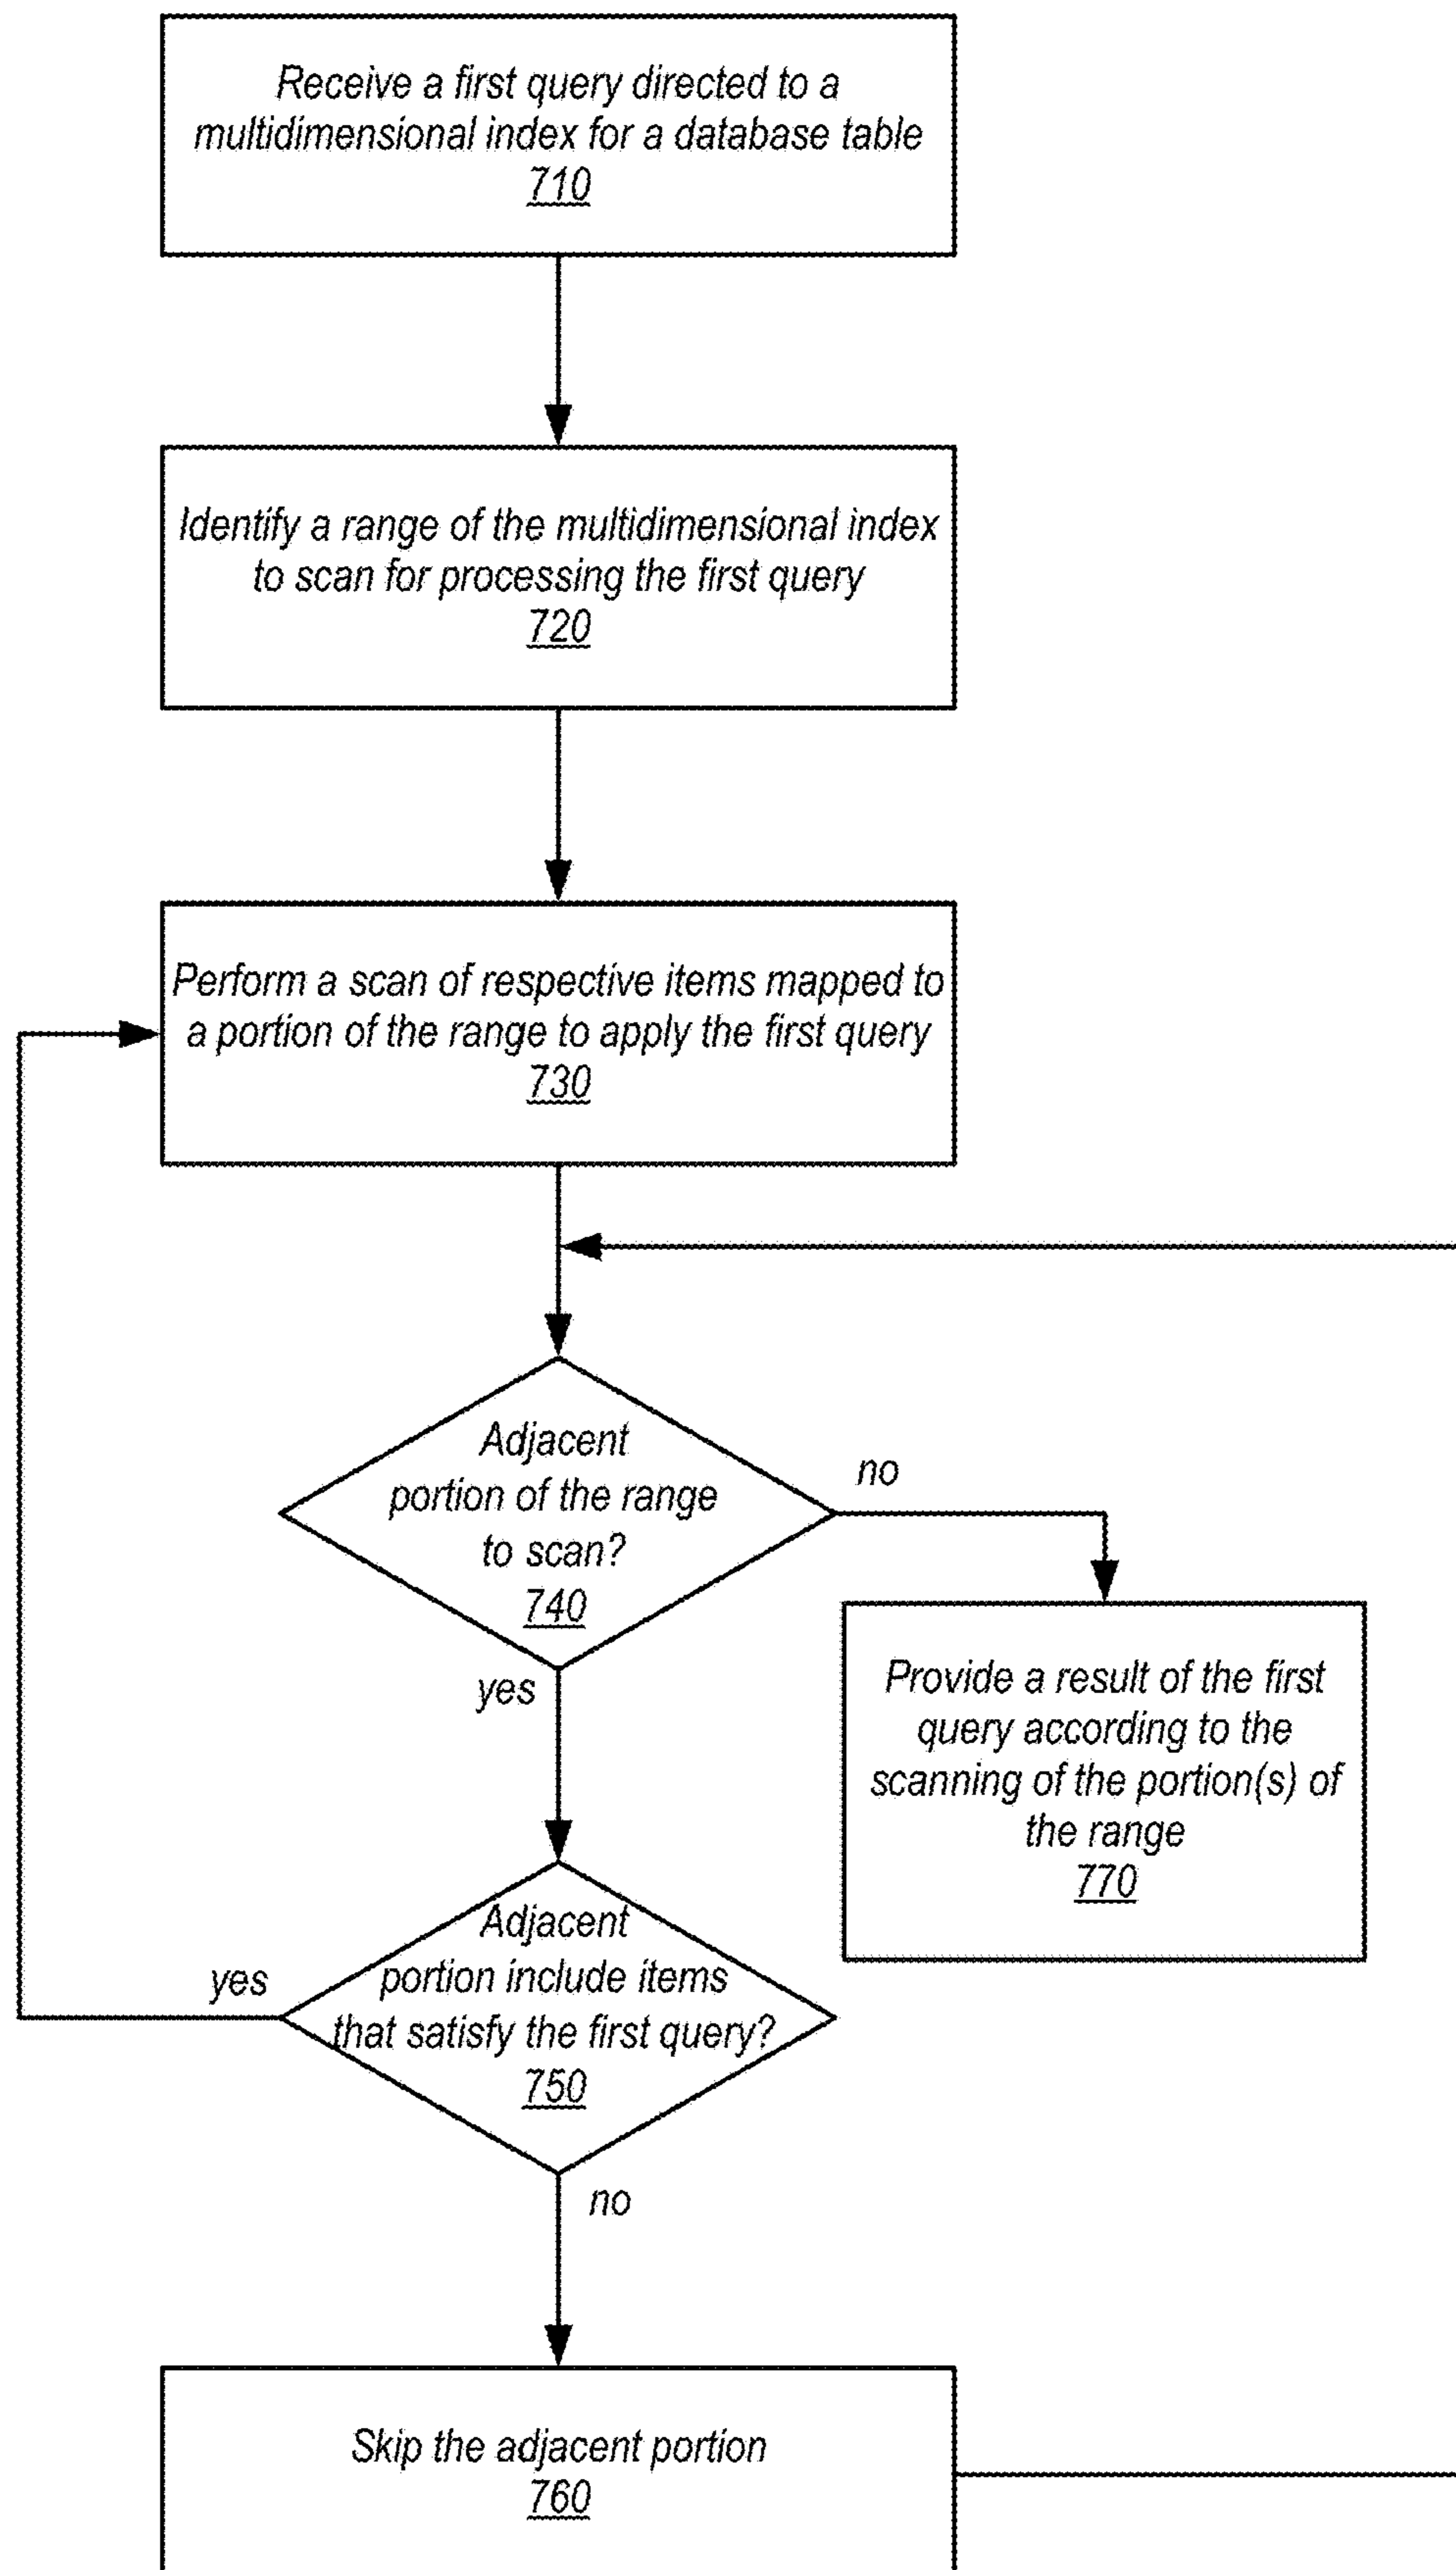 Receive a first query directed to a
multidimensional index for a database table
710
Identify a range of the multidimensional index
to scan for processing the first query
720
Perform a scan of respective items mapped to
a portion of the range to apply the first query
730
Adjacent
portion of the range
to scan?
740
no
yes
Provide a result of the first
query according to the
scanning of the portion(s) of
the range
770
Adjacent
portion include items
that satisfy the first query?
750
yes
no
Skip the adjacent portion
760